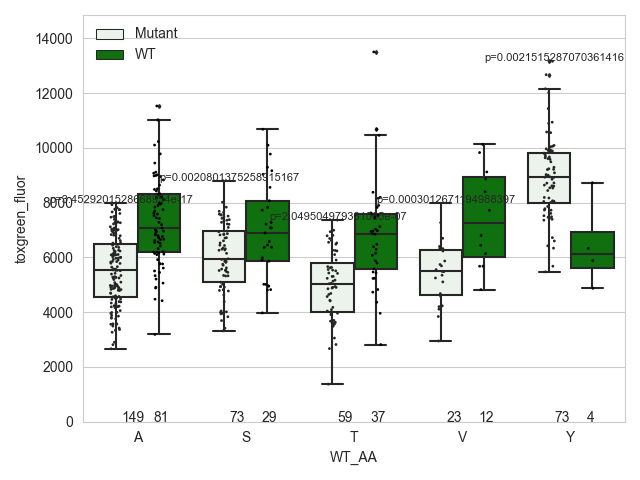 Mutant
WT
p=0.0021515287070361416
p=0.0020801375258915167
p=0.0003012671194988397
toxgreen_fluor
14000
12000
10000
8000
6000
4000
2000
0
149 81 73 29 59 37 23 12 73 4
A S T V Y
WT_AA